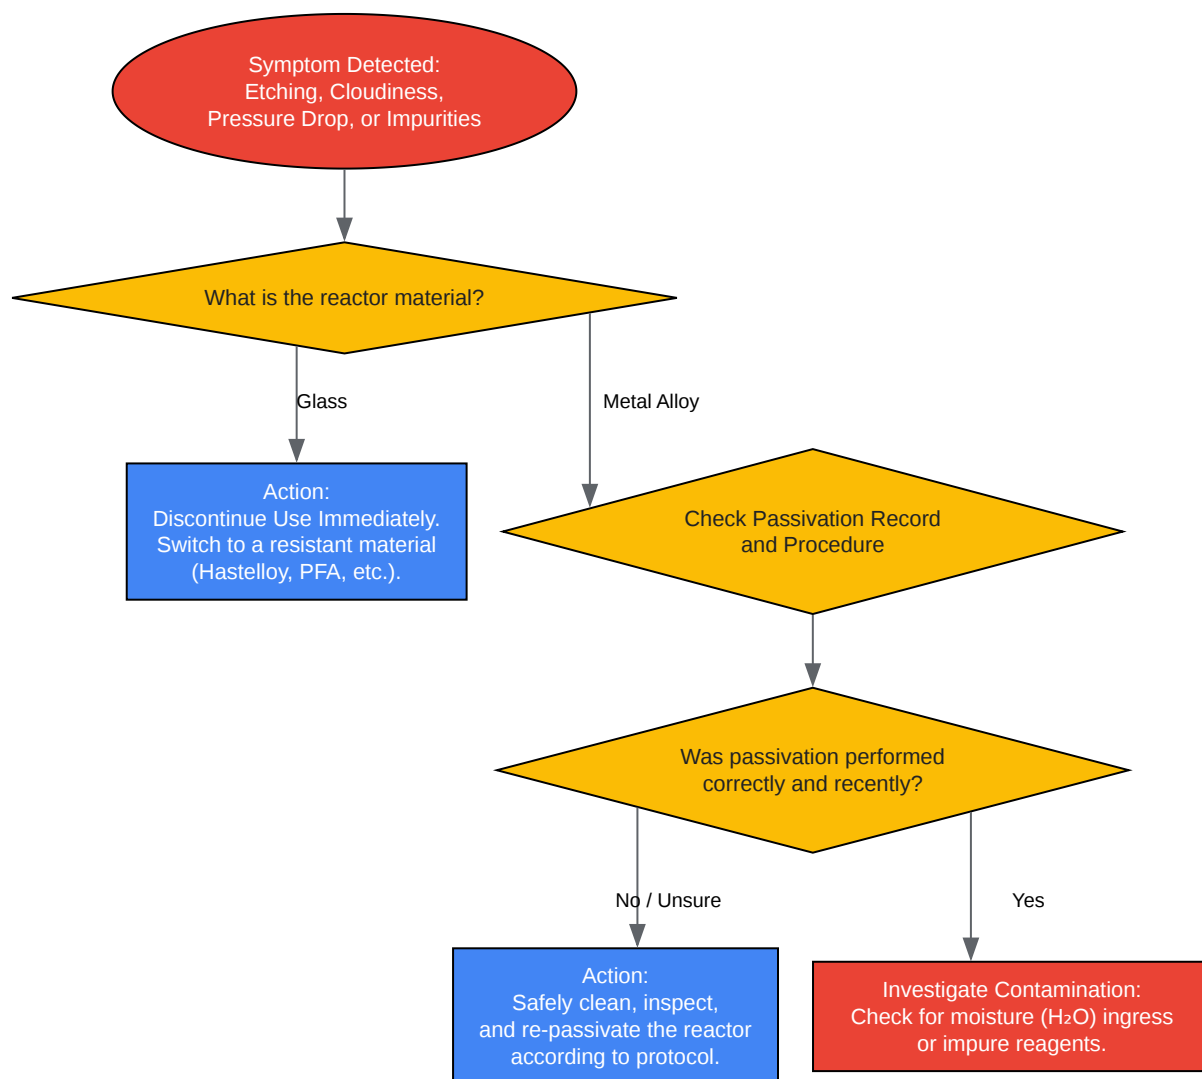 Symptom Detected:
Etching, Cloudiness,
Pressure Drop, or Impurities
What is the reactor material?
Glass
Metal Alloy
Action:
Discontinue Use Immediately.
Switch to a resistant material
(Hastelloy, PFA, etc.).
Check Passivation Record
and Procedure
Was passivation performed
correctly and recently?
No / Unsure
Yes
Action:
Safely clean, inspect,
and re-passivate the reactor
according to protocol.
Investigate Contamination:
Check for moisture (H₂O) ingress
or impure reagents.